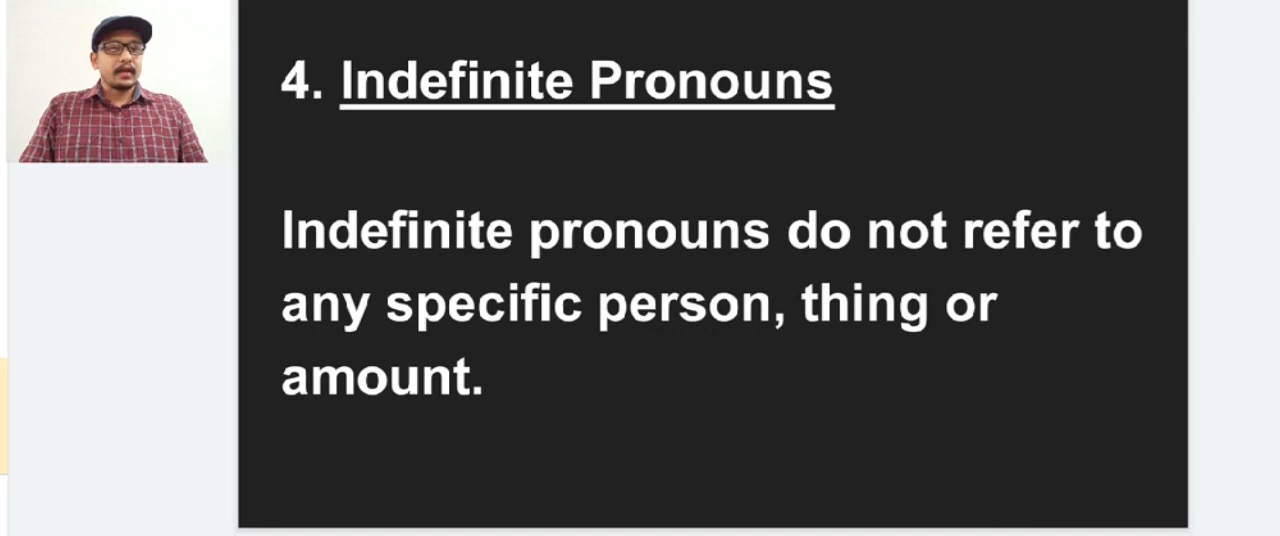 4. Indefinite Pronouns
Indefinite pronouns do not refer to
any specific person, thing or
amount.